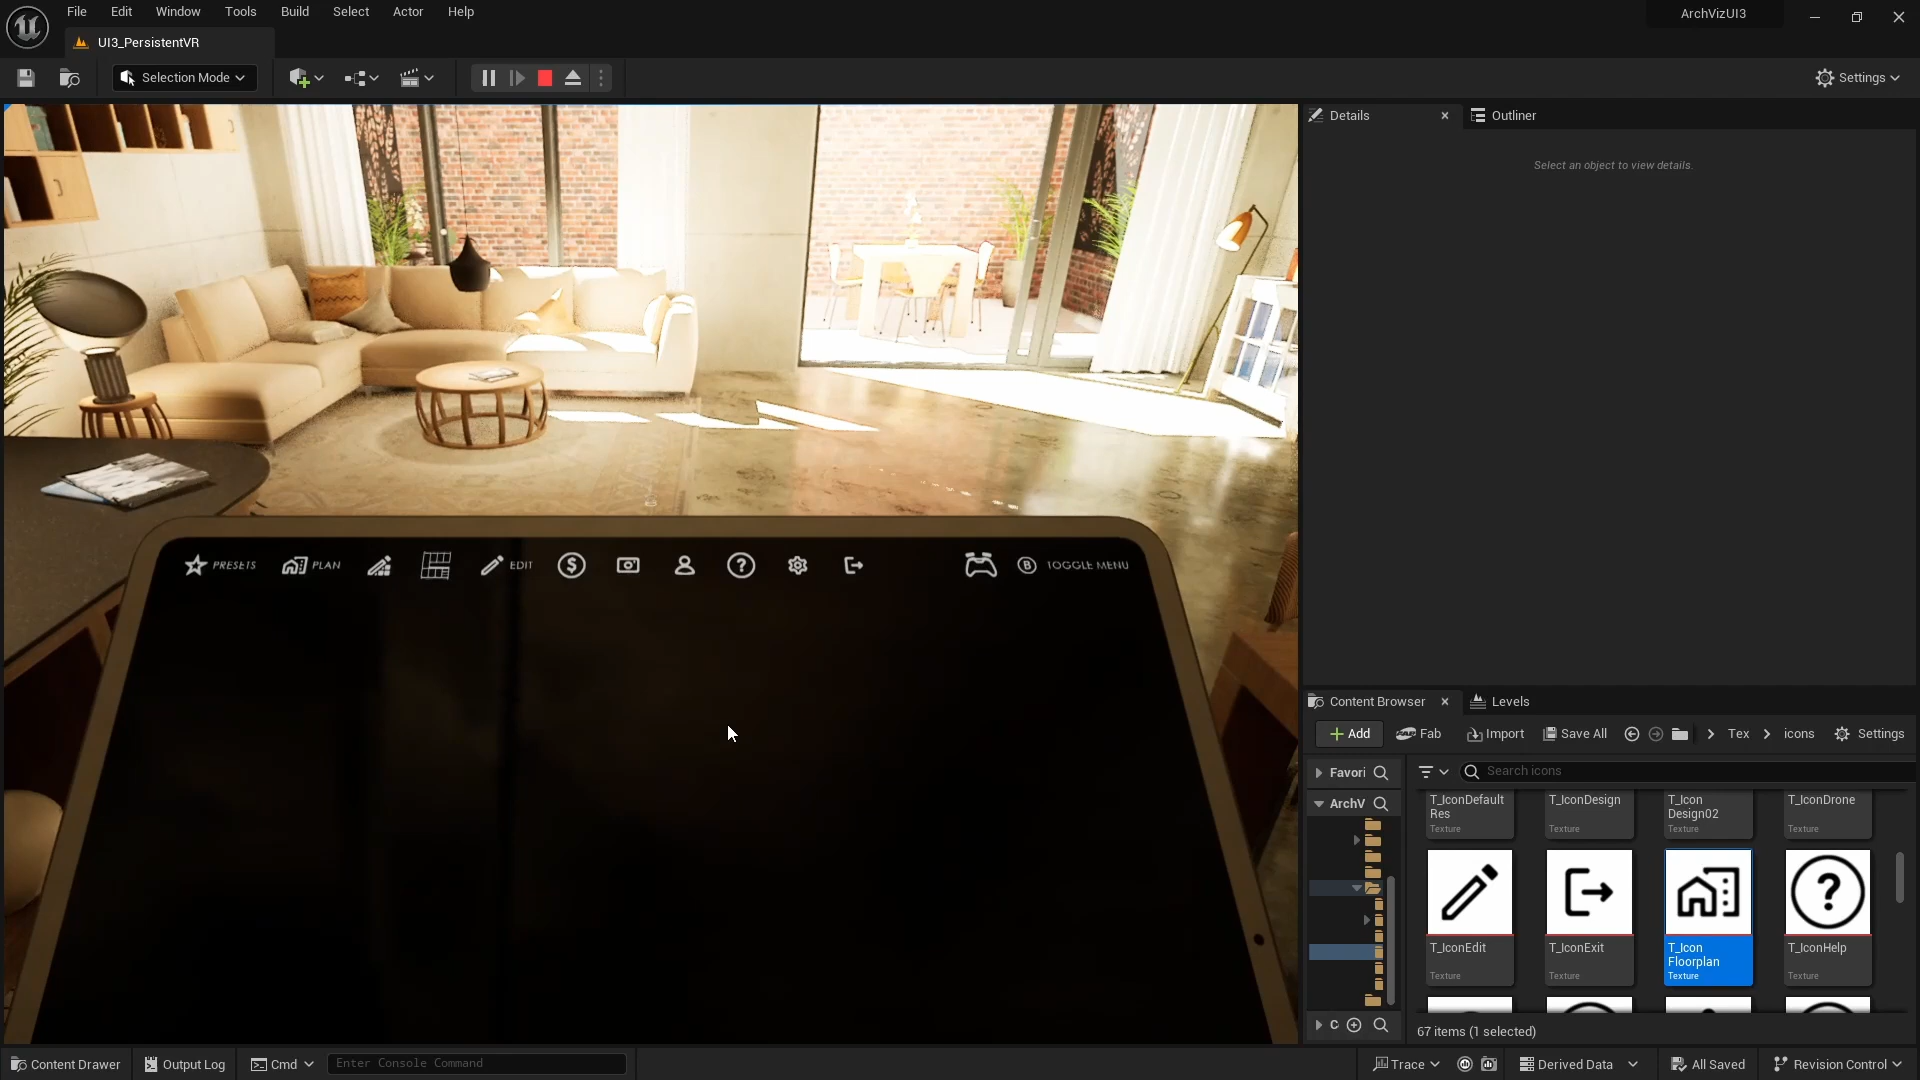 File Edit Window Tools Build Select Actor Help
ArchVizUI3
UI3_PersistentVR
Selection Mode
Settings
Details
Outliner
Select an object to view details.
PRESETS PLAN EDIT $ ? B TOGGLE MENU
Content Browser
Levels
Add Fab Import Save All Tex icons Settings
Favori
Search icons
ArchV
T_IconDefault
Res
Texture
T_IconDesign
Texture
T_Icon
Design02
Texture
T_IconDrone
Texture
T_IconEdit
Texture
T_IconExit
Texture
T_Icon
Floorplan
Texture
T_IconHelp
Texture
C
67 items (1 selected)
Content Drawer Output Log Cmd Enter Console Command Trace Derived Data All Saved Revision Control